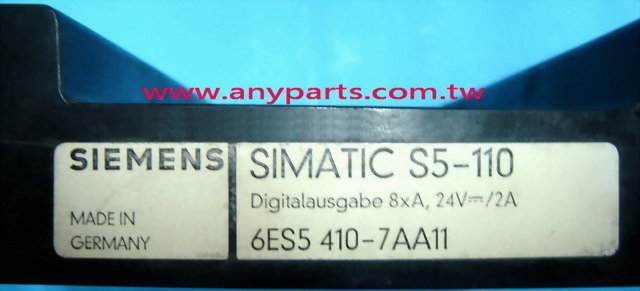 www.anyparts.com.tw
SIEMENS
MADE IN
GERMANY
SIMATIC S5-110
Digitalausgabe 8xA, 24V⎓/2A
6ES5 410-7AA11